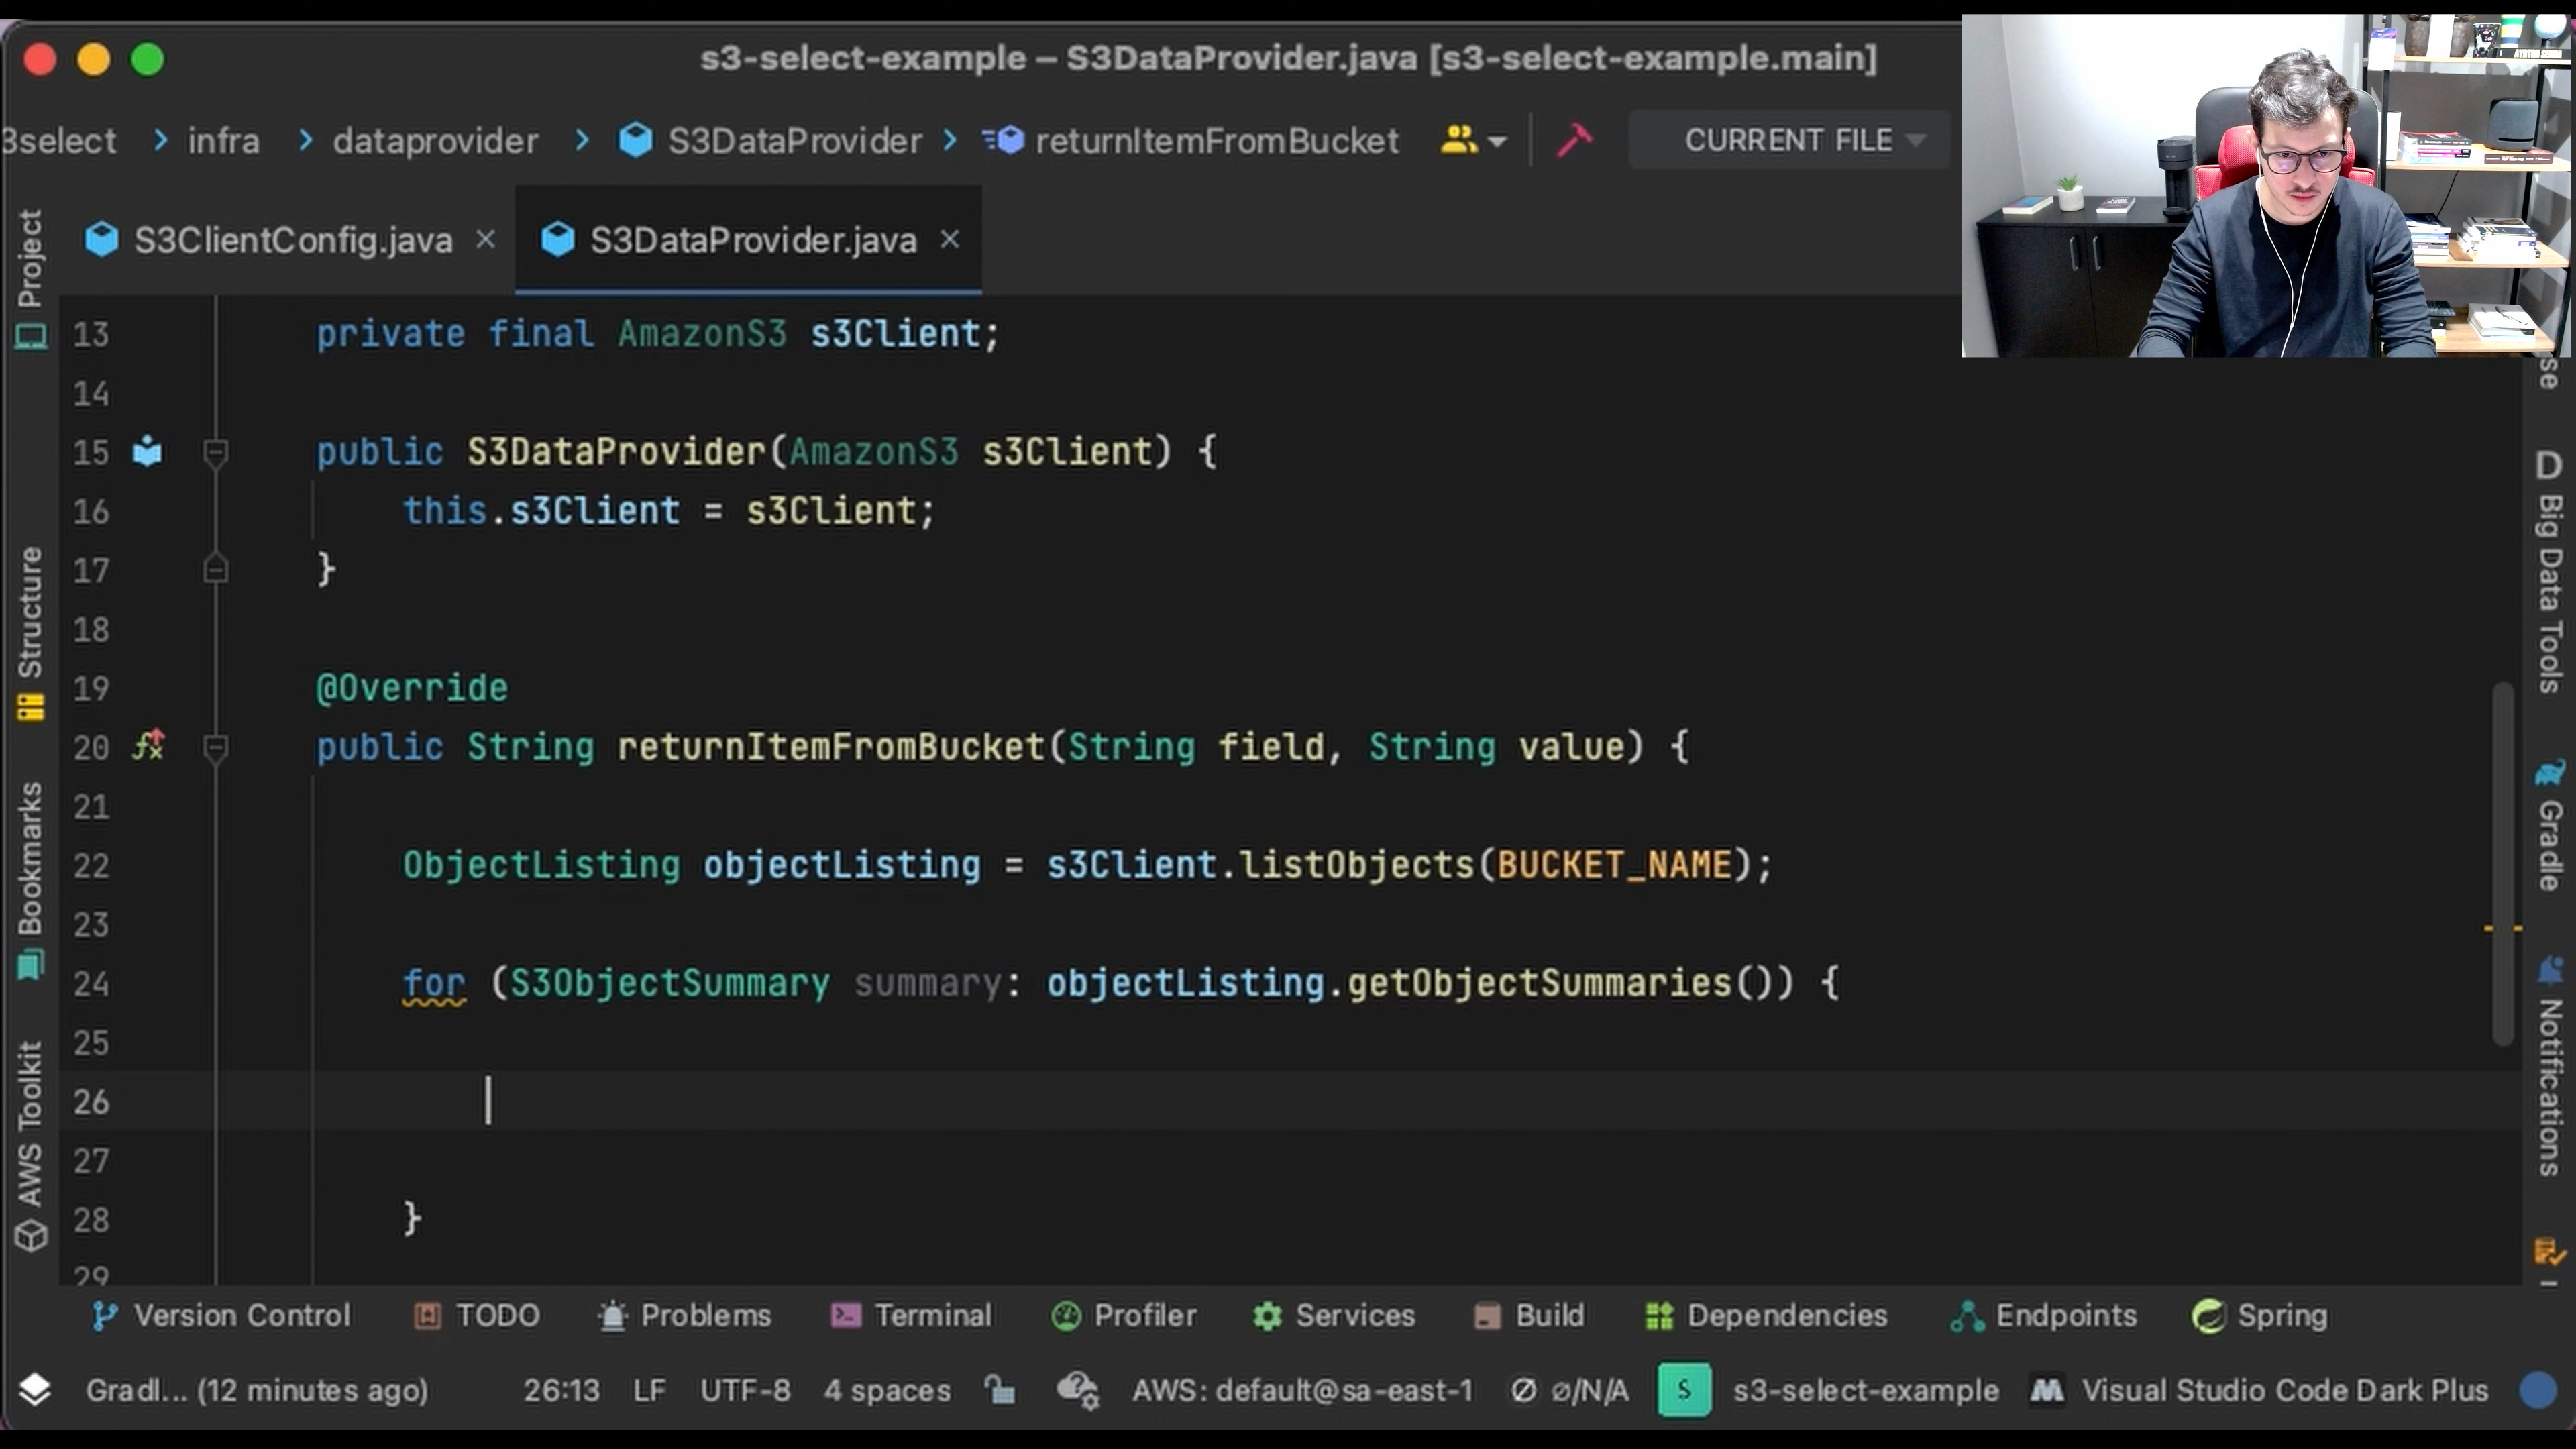 s3-select-example – S3DataProvider.java [s3-select-example.main]
3select
infra
dataprovider
S3DataProvider
returnItemFromBucket
CURRENT FILE
S3ClientConfig.java
S3DataProvider.java
Project
Structure
Bookmarks
AWS Toolkit
13 private final AmazonS3 s3Client;
14
15 public S3DataProvider(AmazonS3 s3Client) {
16 this.s3Client = s3Client;
17 }
18
19 @Override
20 public String returnItemFromBucket(String field, String value) {
21
22 ObjectListing objectListing = s3Client.listObjects(BUCKET_NAME);
23
24 for (S3ObjectSummary summary: objectListing.getObjectSummaries()) {
25
26
27
28 }
29
se
D
Big Data Tools
Gradle
Notifications
Version Control
TODO
Problems
Terminal
Profiler
Services
Build
Dependencies
Endpoints
Spring
Gradl... (12 minutes ago)
26:13
LF
UTF-8
4 spaces
AWS: default@sa-east-1
∅/N/A
S
s3-select-example
Visual Studio Code Dark Plus